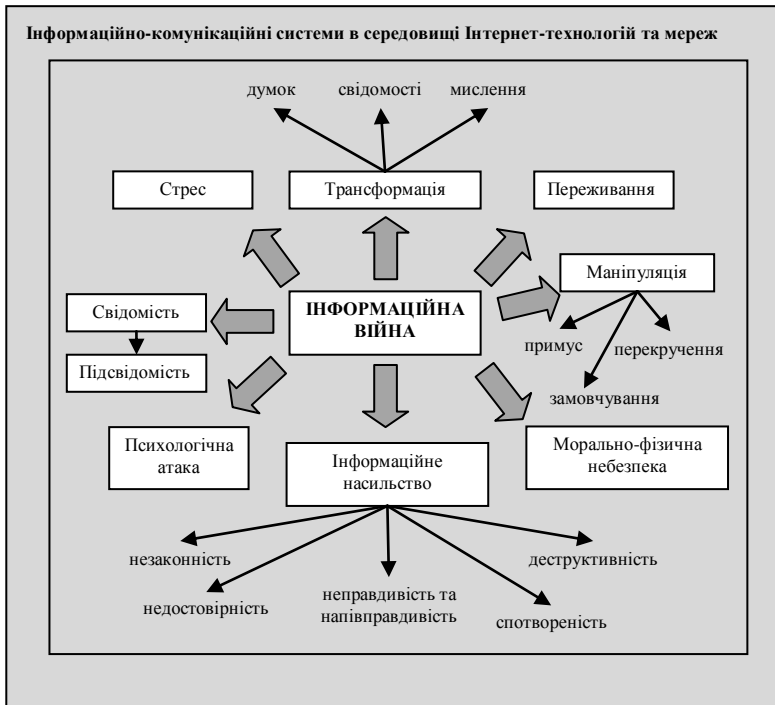 Інформаційно-комунікаційні системи в середовищі Інтернет-технологій та мереж
думок
свідомості
мислення
Стрес
Трансформація
Переживання
Маніпуляція
ІНФОРМАЦІЙНА
ВІЙНА
Свідомість
Підсвідомість
примус
перекручення
замовчування
Психологічна
атака
Інформаційне
насильство
Морально-фізична
небезпека
незаконність
деструктивність
недостовірність
неправдивість та
напівправдивість
спотвореність